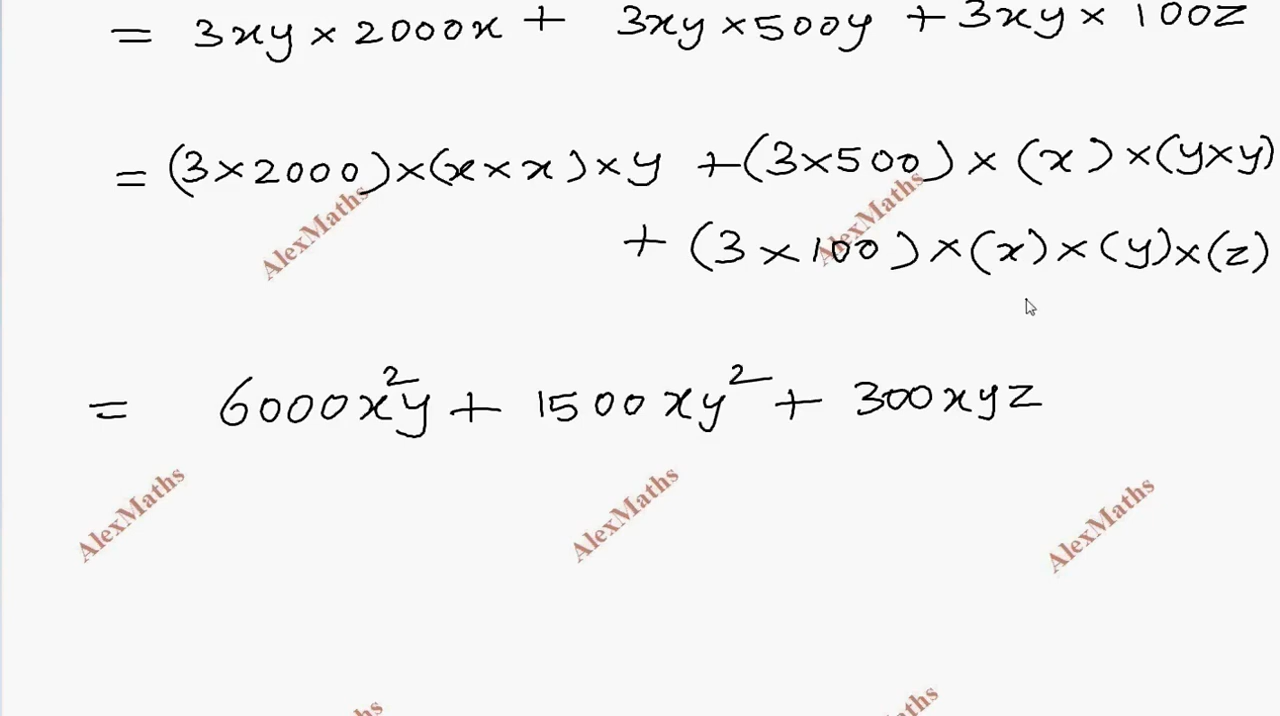 = 3xy × 2000x + 3xy × 500y + 3xy × 100z
= (3 × 2000) × (x × x) × y + (3 × 500) × (x) × (y × y)
+ (3 × 100) × (x) × (y) × (z)
AlexMaths AlexMaths
= 6000x²y + 1500xy² + 300xyz
AlexMaths AlexMaths AlexMaths